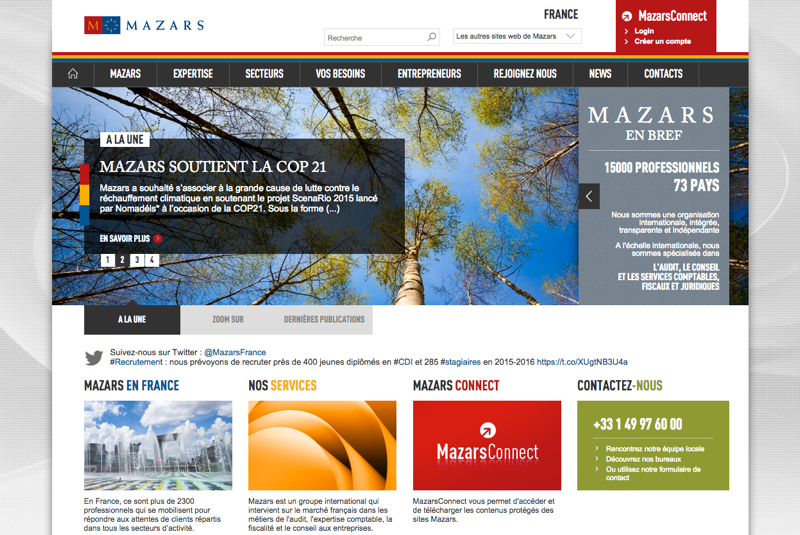 M MAZARS
FRANCE
Recherche
Les autres sites web de Mazars
MazarsConnect
Login
Créer un compte
MAZARS EXPERTISE SECTEURS VOS BESOINS ENTREPRENEURS REJOIGNEZ NOUS NEWS CONTACTS
A LA UNE
MAZARS SOUTIENT LA COP 21
Mazars a souhaité s'associer à la grande cause de lutte contre le
réchauffement climatique en soutenant le projet ScenaRio 2015 lancé
par Nomadéis* à l'occasion de la COP21. Sous la forme (...)
EN SAVOIR PLUS
1 2 3 4
MAZARS
EN BREF
15000 PROFESSIONNELS
73 PAYS
Nous sommes une organisation
internationale, intégrée,
transparente et indépendante
A l'échelle internationale, nous
sommes spécialisés dans
L'AUDIT, LE CONSEIL
ET LES SERVICES COMPTABLES,
FISCAUX ET JURIDIQUES
A LA UNE ZOOM SUR DERNIÈRES PUBLICATIONS
Suivez-nous sur Twitter : @MazarsFrance
#Recrutement : nous prévoyons de recruter près de 400 jeunes diplômés en #CDI et 285 #stagiaires en 2015-2016 https://t.co/XUgtNB3U4a
MAZARS EN FRANCE
En France, ce sont plus de 2300
professionnels qui se mobilisent pour
répondre aux attentes de clients répartis
dans tous les secteurs d'activité.
NOS SERVICES
Mazars est un groupe international qui
intervient sur le marché français dans les
métiers de l'audit, l'expertise comptable, la
fiscalité et le conseil aux entreprises.
MAZARS CONNECT
MazarsConnect
MazarsConnect vous permet d'accéder et
de télécharger les contenus protégés des
sites Mazars.
CONTACTEZ-NOUS
+33 1 49 97 60 00
Rencontrez notre équipe locale
Découvrez nos bureaux
Ou utilisez notre formulaire de
contact